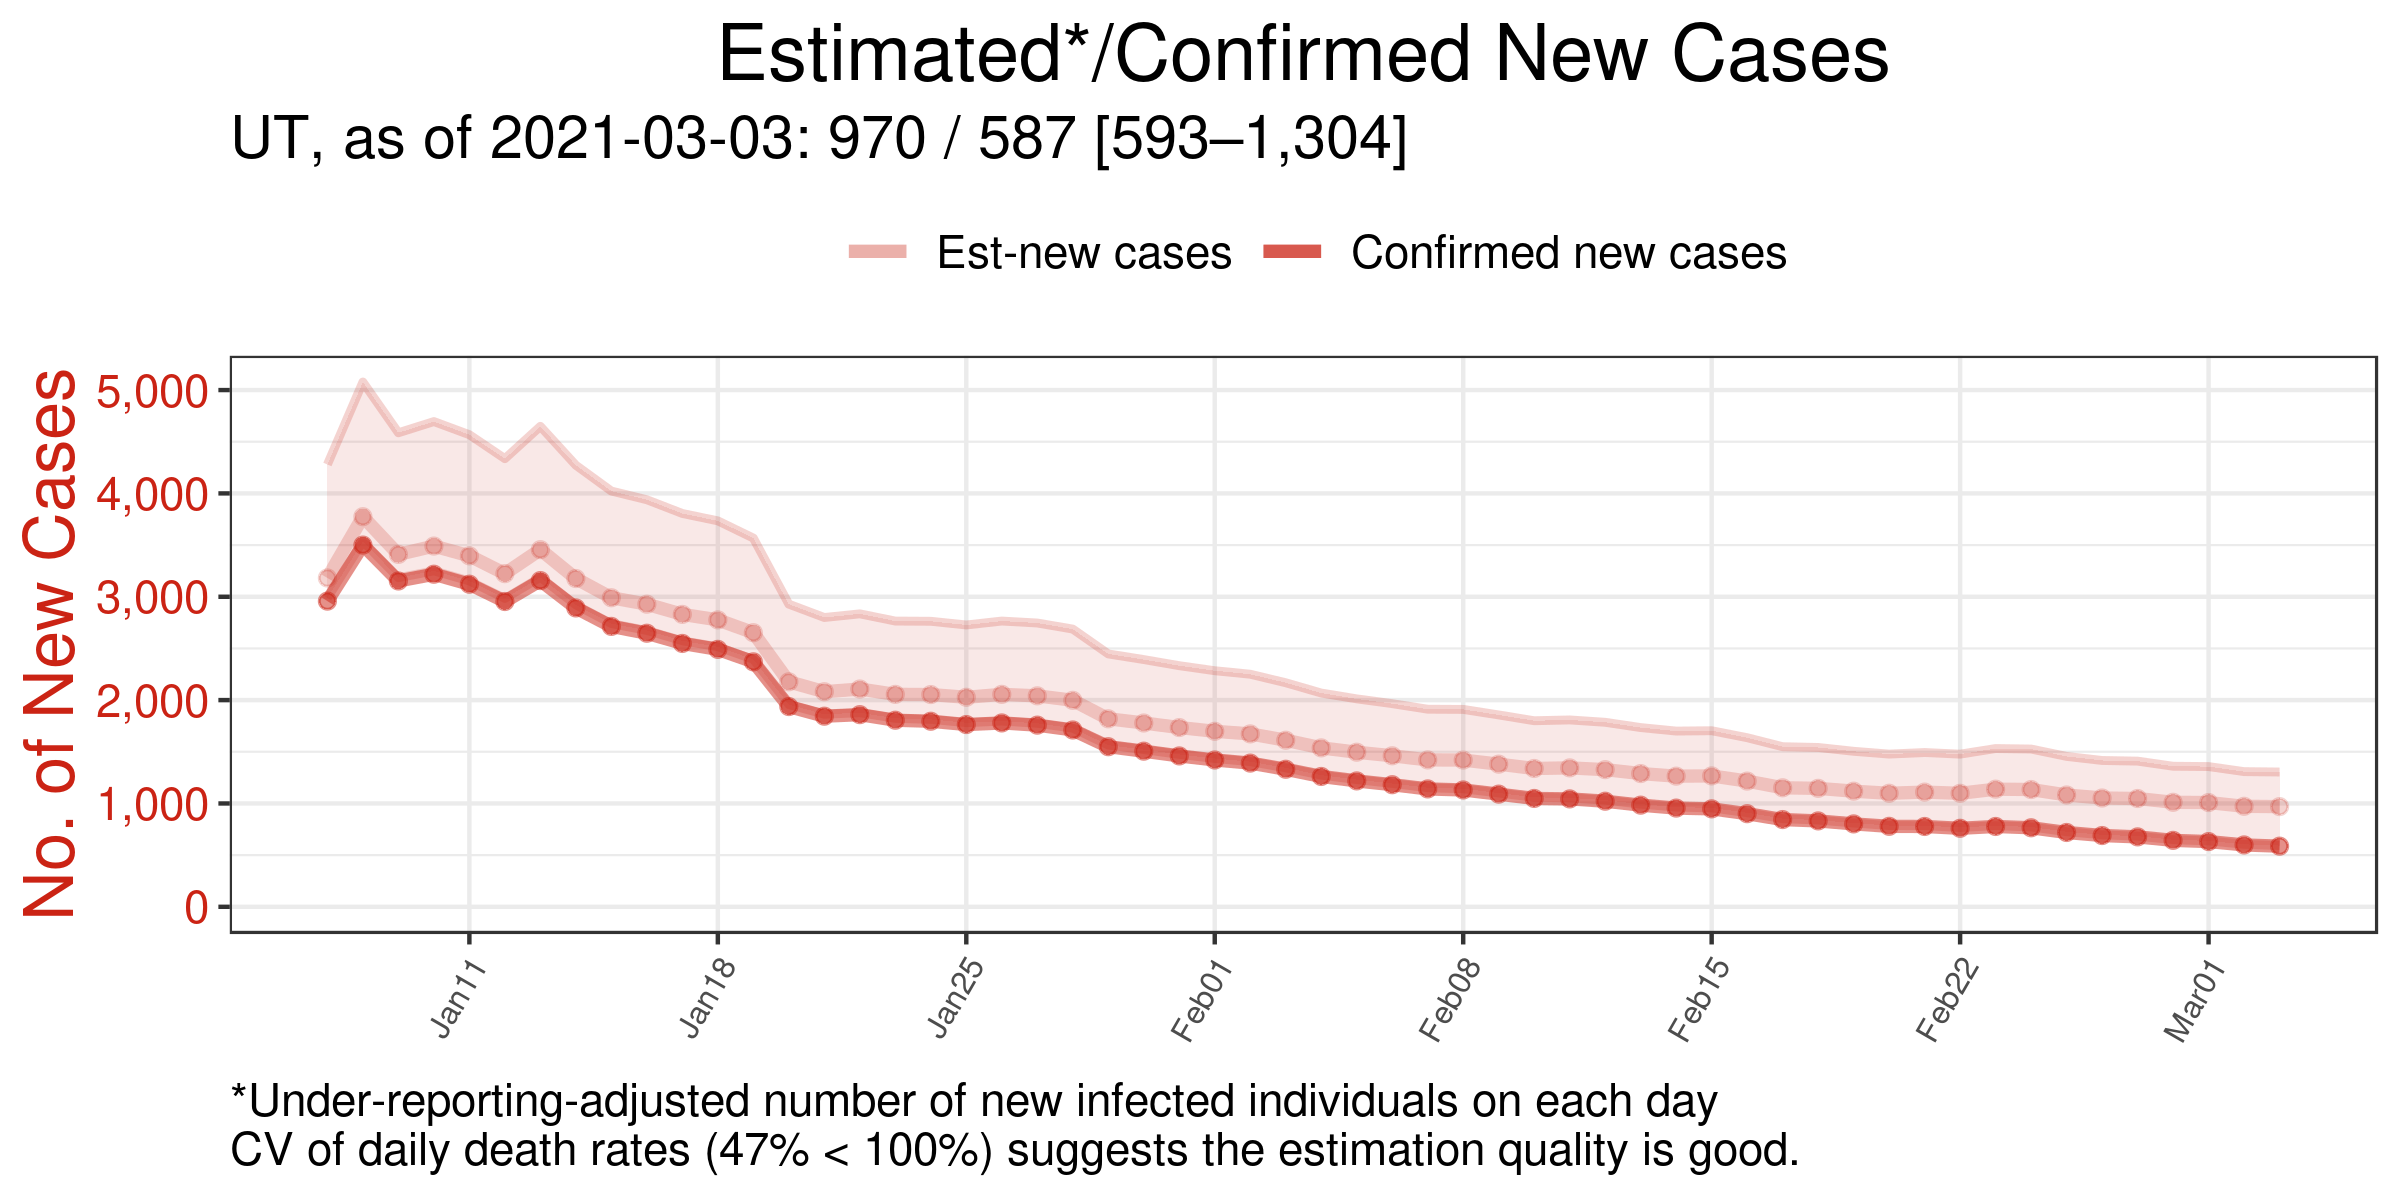 Estimated*/Confirmed New Cases
UT, as of 2021-03-03: 970 / 587 [593–1,304]
Est-new cases
Confirmed new cases
No. of New Cases
5,000
4,000
3,000
2,000
1,000
0
Jan11
Jan18
Jan25
Feb01
Feb08
Feb15
Feb22
Mar01
*Under-reporting-adjusted number of new infected individuals on each day
CV of daily death rates (47% < 100%) suggests the estimation quality is good.